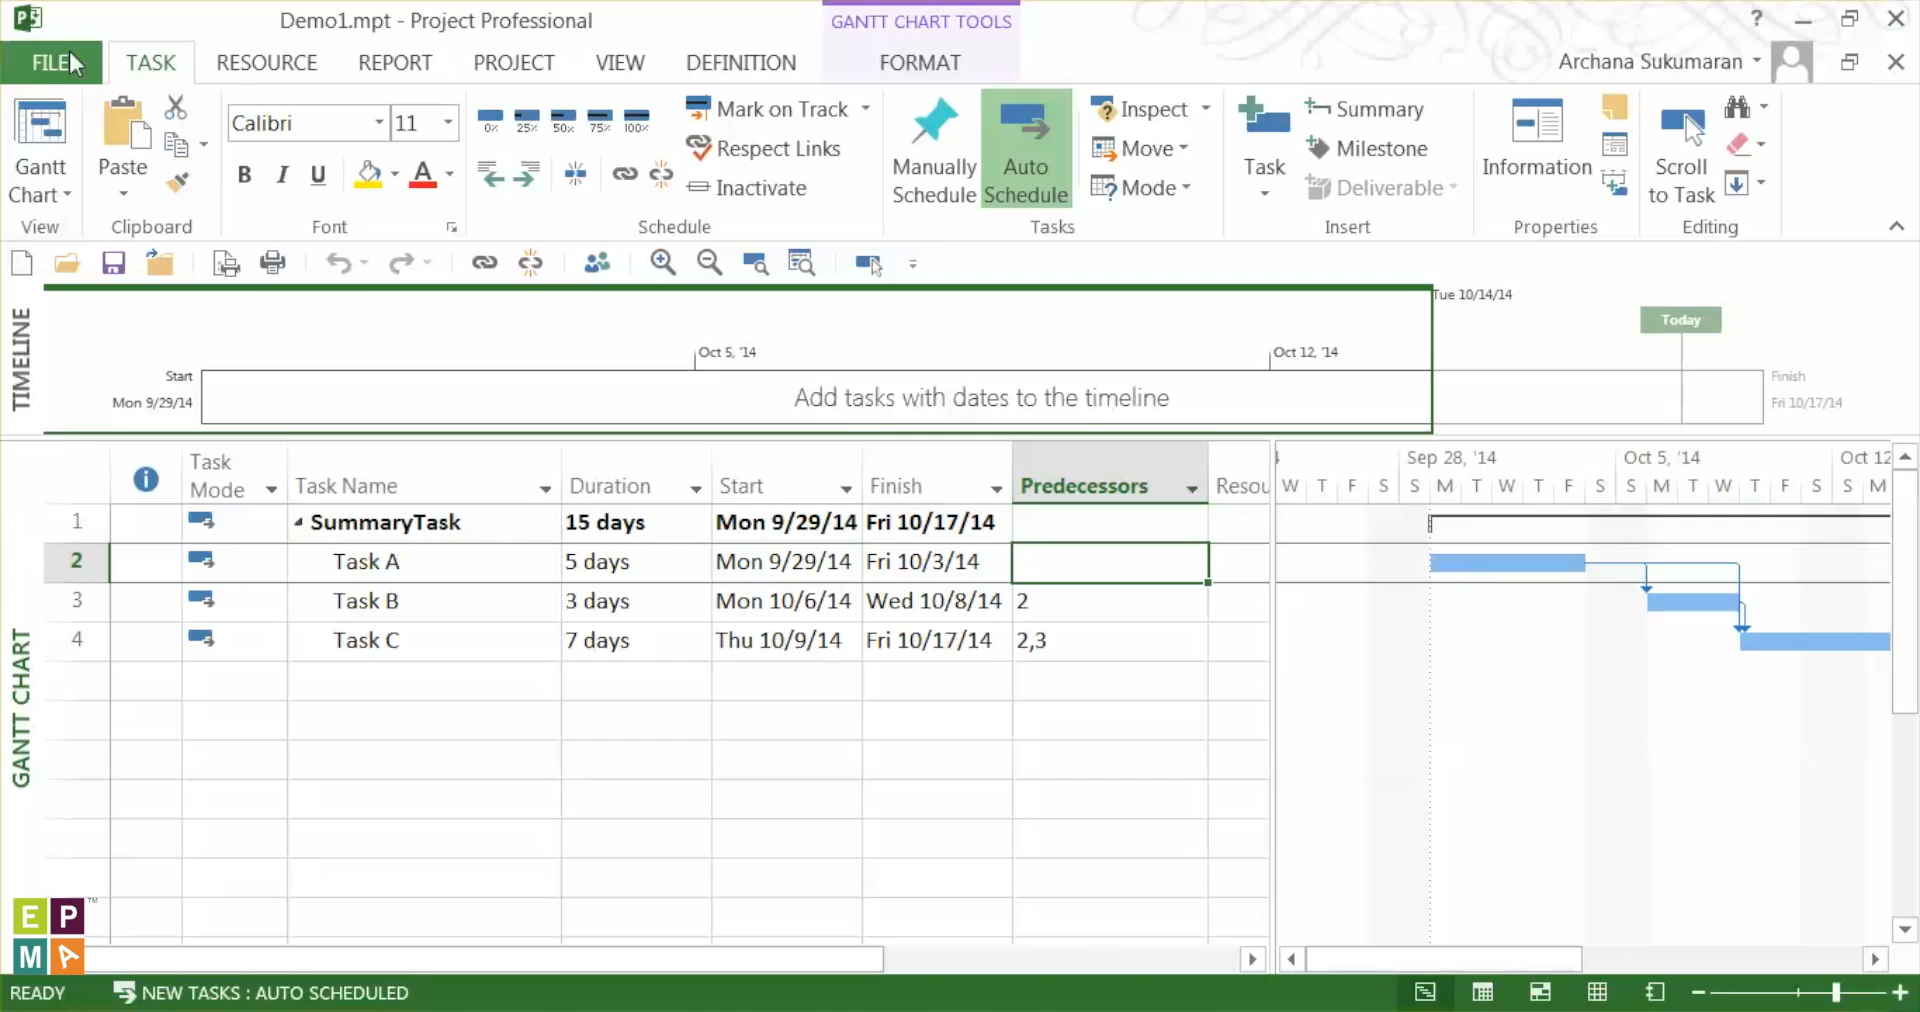 Demo1.mpt - Project Professional
GANTT CHART TOOLS
?
FILE TASK RESOURCE REPORT PROJECT VIEW DEFINITION FORMAT
Archana Sukumaran
Gantt Chart
View
Paste
Clipboard
Calibri 11
B I U A
Font
0% 25% 50% 75% 100%
Mark on Track
Respect Links
Inactivate
Schedule
Manually Schedule
Auto Schedule
Inspect
Move
Mode
Tasks
Task
Summary
Milestone
Deliverable
Insert
Information
Properties
Scroll to Task
Editing
TIMELINE
Tue 10/14/14
Today
Oct 5, '14
Oct 12, '14
Start
Mon 9/29/14
Add tasks with dates to the timeline
Finish
Fri 10/17/14
GANTT CHART
Task Mode Task Name Duration Start Finish Predecessors Resou
1 SummaryTask 15 days Mon 9/29/14 Fri 10/17/14
2 Task A 5 days Mon 9/29/14 Fri 10/3/14
3 Task B 3 days Mon 10/6/14 Wed 10/8/14 2
4 Task C 7 days Thu 10/9/14 Fri 10/17/14 2,3
4 Sep 28, '14 Oct 5, '14 Oct 12
W T F S S M T W T F S S M T W T F S S M
E P ™
M A
READY NEW TASKS : AUTO SCHEDULED